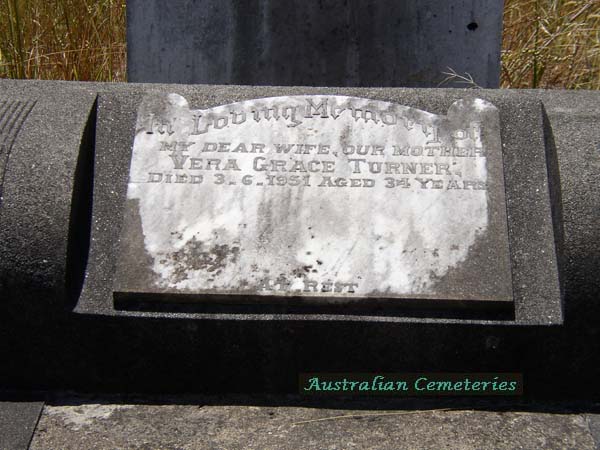 In Loving Memory of
MY DEAR WIFE, OUR MOTHER
VERA GRACE TURNER,
DIED 3.6.1951 AGED 34 YEARS
AT REST
Australian Cemeteries